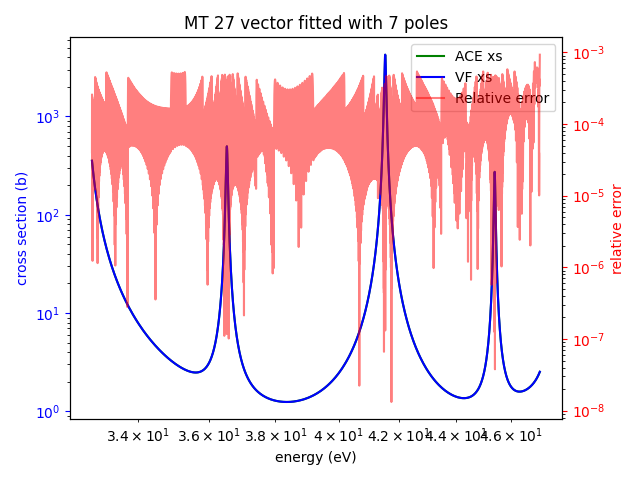 MT 27 vector fitted with 7 poles
ACE xs
VF xs
Relative error
cross section (b)
10³
10²
10¹
10⁰
relative error
10⁻³
10⁻⁴
10⁻⁵
10⁻⁶
10⁻⁷
10⁻⁸
3.4 × 10¹ 3.6 × 10¹ 3.8 × 10¹ 4 × 10¹ 4.2 × 10¹ 4.4 × 10¹ 4.6 × 10¹
energy (eV)